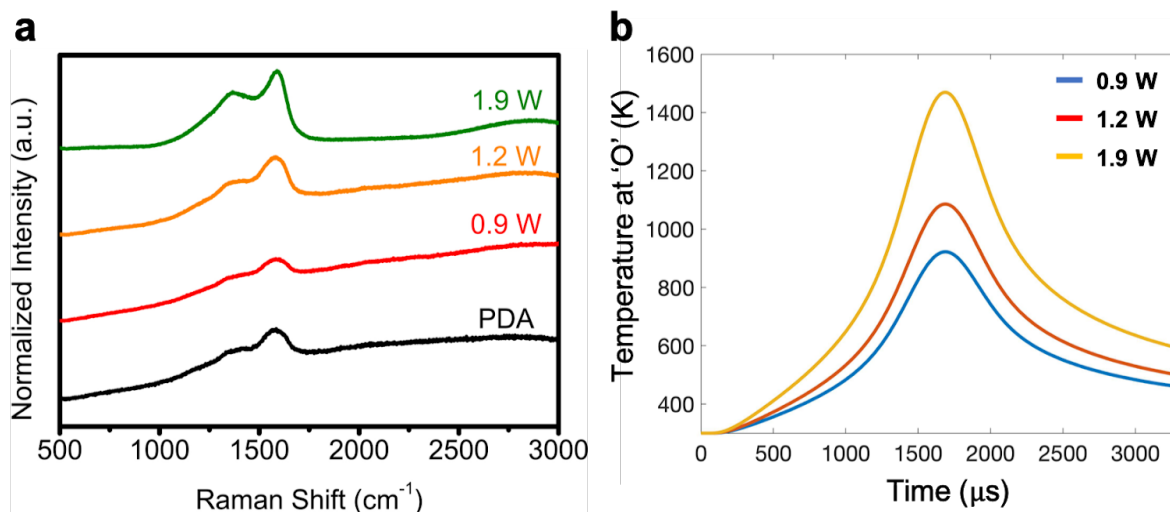 a
Normalized Intensity (a.u.)
1.9 W
1.2 W
0.9 W
PDA
500 1000 1500 2000 2500 3000
Raman Shift (cm⁻¹)
b
Temperature at 'O' (K)
1600
1400
1200
1000
800
600
400
0.9 W
1.2 W
1.9 W
0 500 1000 1500 2000 2500 3000
Time (μs)